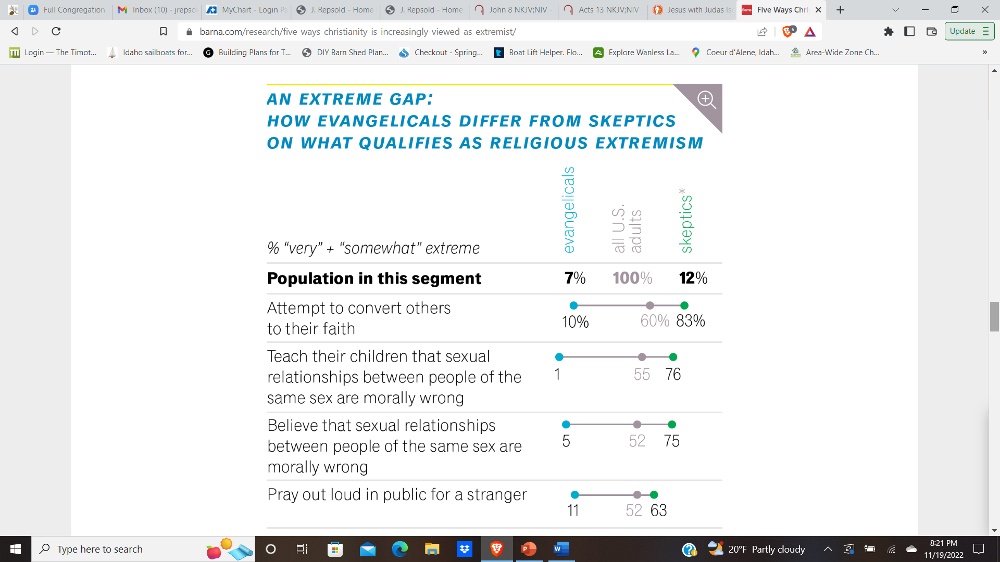 Full Congregation
Inbox (10) - jrepsol
MyChart - Login Pa
J. Repsold - Home
J. Repsold - Home
John 8 NKJV;NIV -
Acts 13 NKJV;NIV -
Jesus with Judas Isc
Barna
Five Ways Chris
barna.com/research/five-ways-christianity-is-increasingly-viewed-as-extremist/
6
Update
Login — The Timot...
Idaho sailboats for...
Building Plans for T...
DIY Barn Shed Plan...
Checkout - Spring...
Boat Lift Helper. Flo...
Explore Wanless La...
Coeur d'Alene, Idah...
Area-Wide Zone Ch...
»
AN EXTREME GAP:
HOW EVANGELICALS DIFFER FROM SKEPTICS
ON WHAT QUALIFIES AS RELIGIOUS EXTREMISM
evangelicals
all U.S.
adults
skeptics*
% “very” + “somewhat” extreme
Population in this segment 7% 100% 12%
Attempt to convert others
to their faith
10% 60% 83%
Teach their children that sexual
relationships between people of the
same sex are morally wrong
1 55 76
Believe that sexual relationships
between people of the same sex are
morally wrong
5 52 75
Pray out loud in public for a stranger
11 52 63
Type here to search
20°F Partly cloudy
8:21 PM
11/19/2022